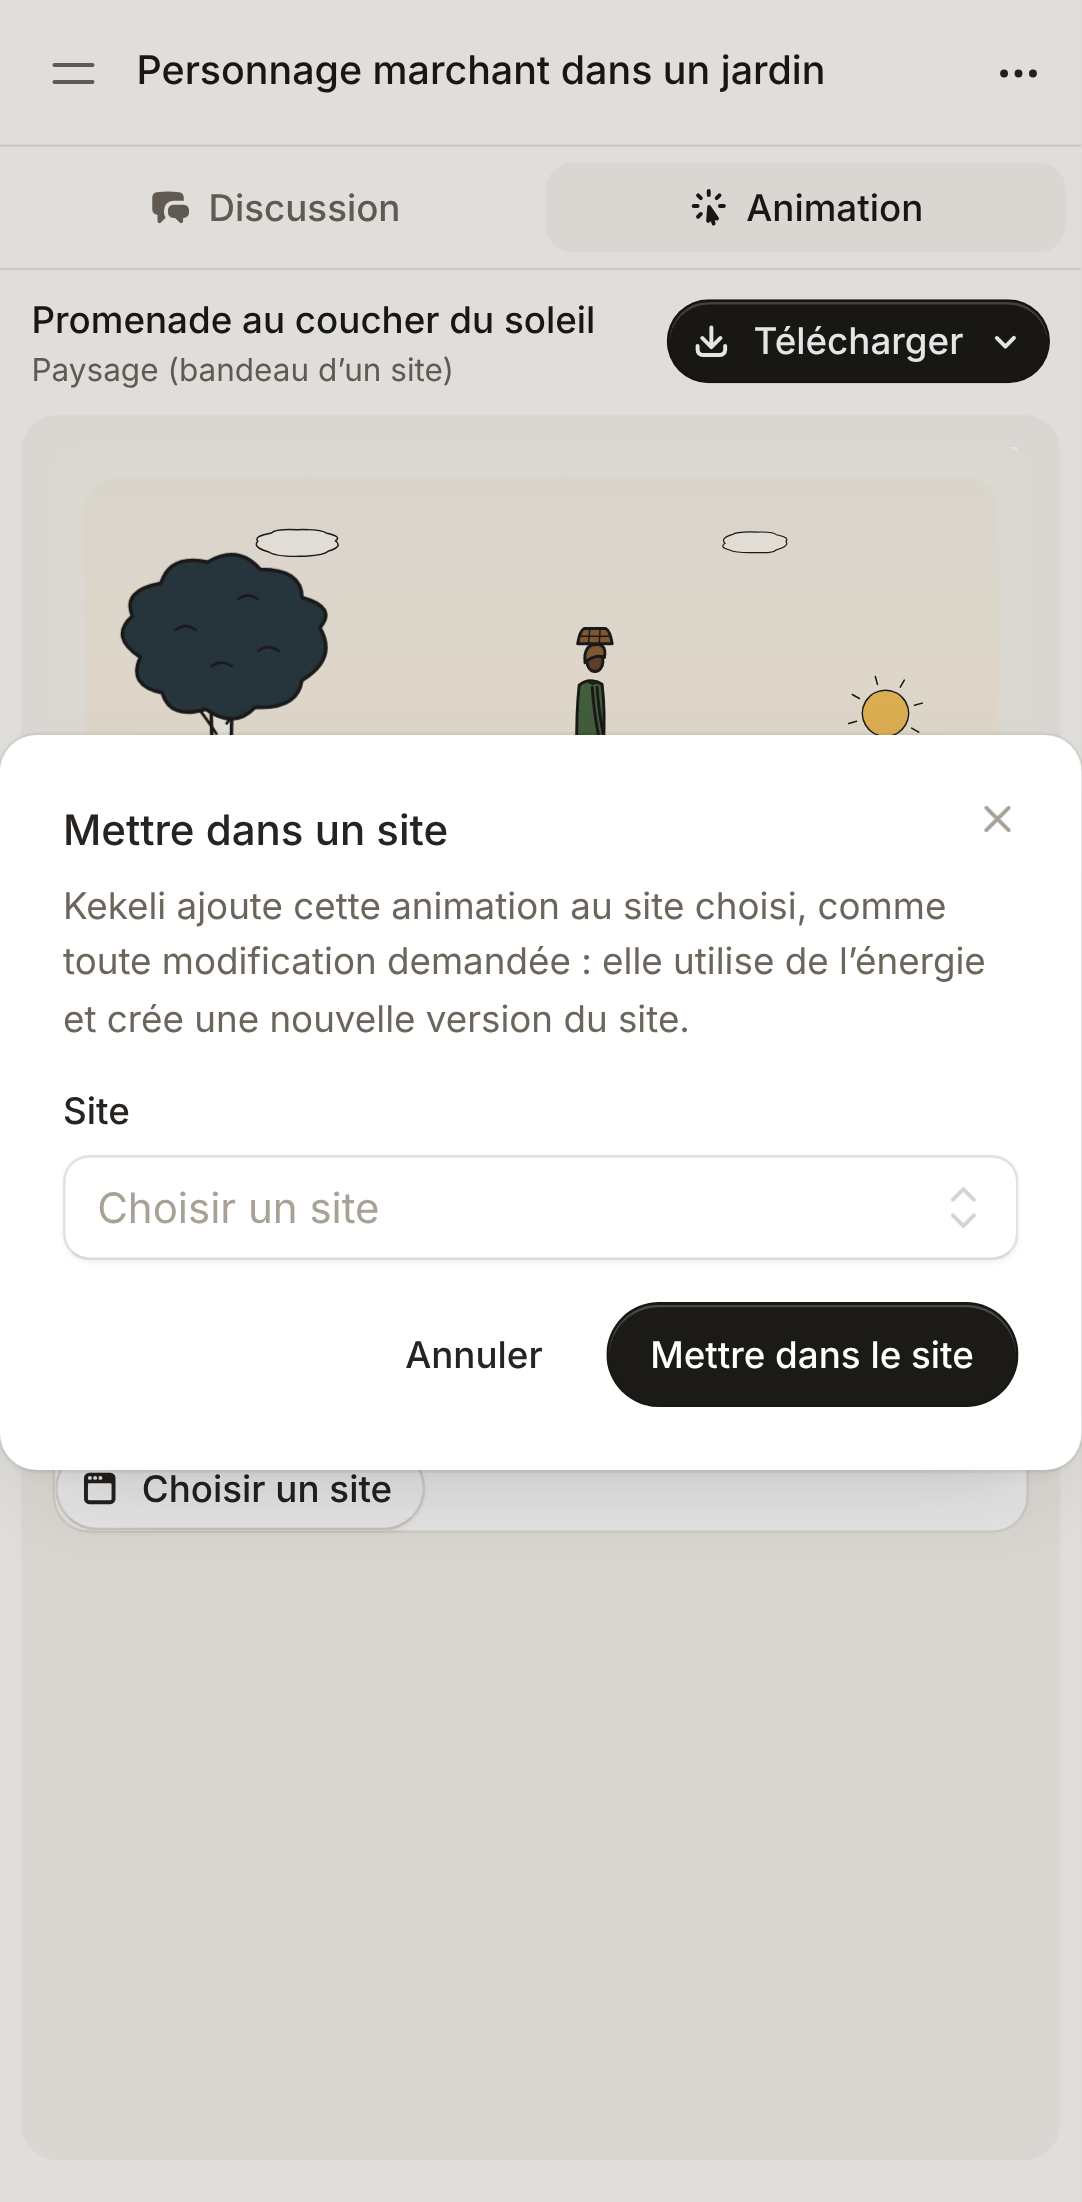 Personnage marchant dans un jardin
Discussion
Animation
Promenade au coucher du soleil
Paysage (bandeau d’un site)
Télécharger
Mettre dans un site
Kekeli ajoute cette animation au site choisi, comme
toute modification demandée : elle utilise de l’énergie
et crée une nouvelle version du site.
Site
Choisir un site
Annuler
Mettre dans le site
Choisir un site